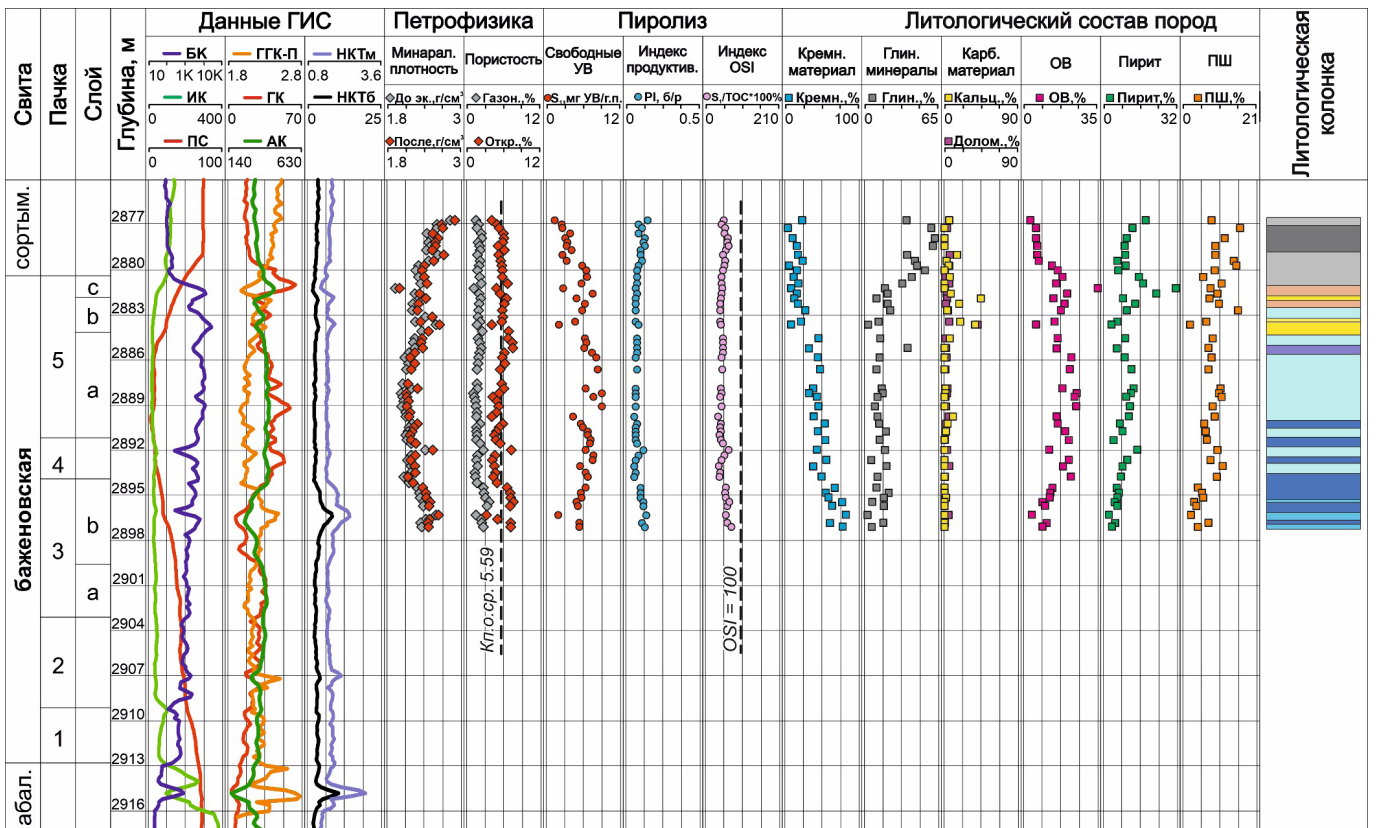 Данные ГИС
Петрофизика
Пиролиз
Литологический состав пород
Свита
Пачка
Слой
Глубина, м
БК
10 1K 10K
ИК
0 400
ПС
0 100
ГГК-П
1.8 2.8
ГК
0 70
АК
140 630
НКТм
0.8 3.6
НКТб
0 25
Минарал.
плотность
До эк.,г/см³
После,г/см³
1.8 3
Пористость
Газон.,%
0 12
Откр.,%
0 12
Свободные
УВ
S₁,мг УВ/г.п.
0 12
Индекс
продуктив.
PI, б/р
0 0.5
Индекс
OSI
S₁/TOC*100%
0 210
Кремн.
материал
Кремн.,%
0 100
Глин.
минералы
Глин.,%
0 65
Карб.
материал
Кальц.,%
0 90
Долом.,%
0 90
ОВ
ОВ,%
0 35
Пирит
Пирит,%
0 32
ПШ
ПШ,%
0 21
Литологическая
колонка
сортым.
баженовская
абал.
5
4
3
2
1
c
b
a
b
a
2877
2880
2883
2886
2889
2892
2895
2898
2901
2904
2907
2910
2913
2916
Кп.о.ср. 5.59
OSI = 100